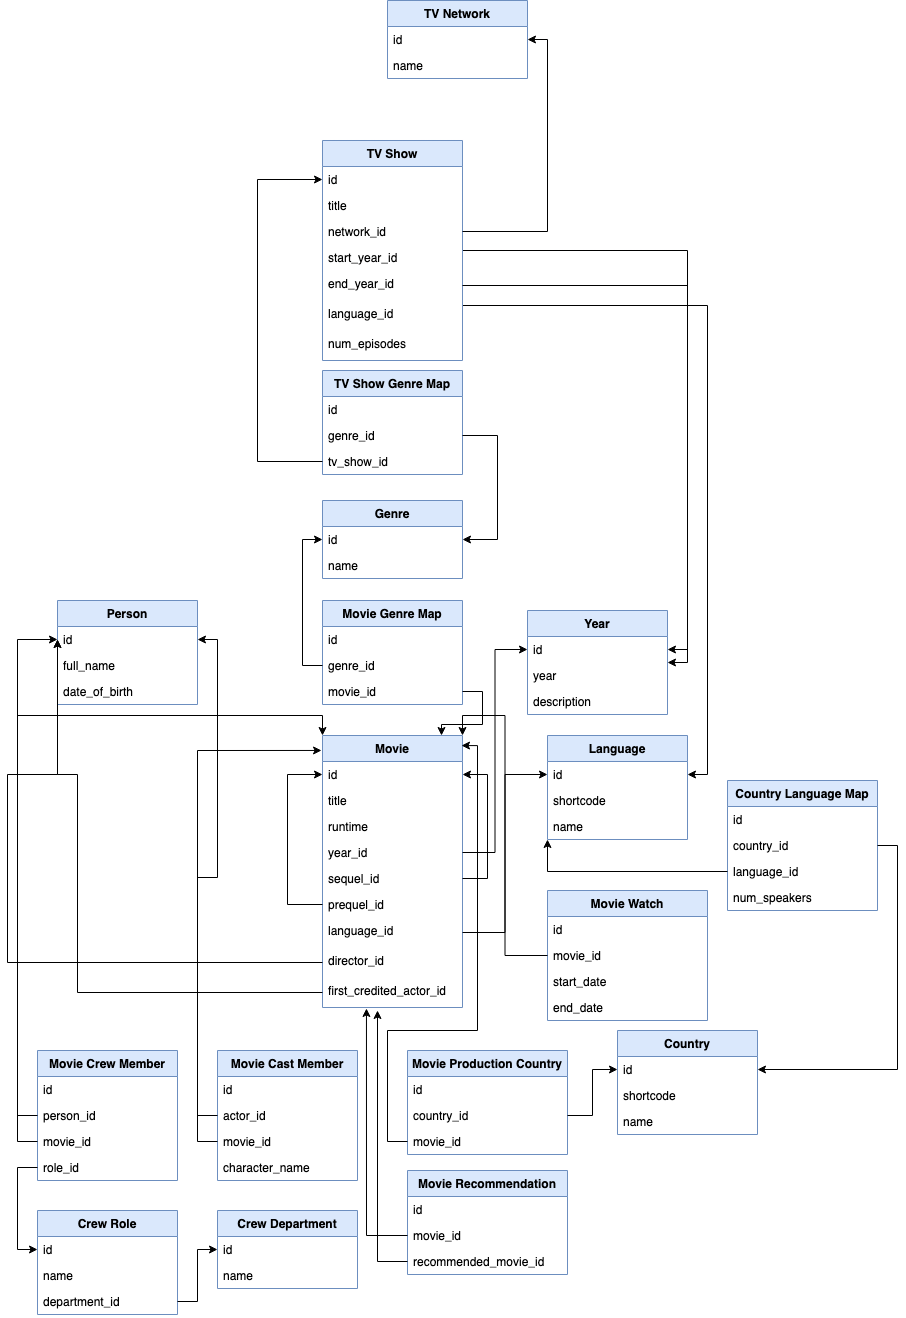 TV Network
id
name
TV Show
id
title
network_id
start_year_id
end_year_id
language_id
num_episodes
TV Show Genre Map
id
genre_id
tv_show_id
Genre
id
name
Person
id
full_name
date_of_birth
Movie Genre Map
id
genre_id
movie_id
Year
id
year
description
Movie
id
title
runtime
year_id
sequel_id
prequel_id
language_id
director_id
first_credited_actor_id
Language
id
shortcode
name
Country Language Map
id
country_id
language_id
num_speakers
Movie Watch
id
movie_id
start_date
end_date
Country
id
shortcode
name
Movie Crew Member
id
person_id
movie_id
role_id
Movie Cast Member
id
actor_id
movie_id
character_name
Movie Production Country
id
country_id
movie_id
Movie Recommendation
id
movie_id
recommended_movie_id
Crew Role
id
name
department_id
Crew Department
id
name